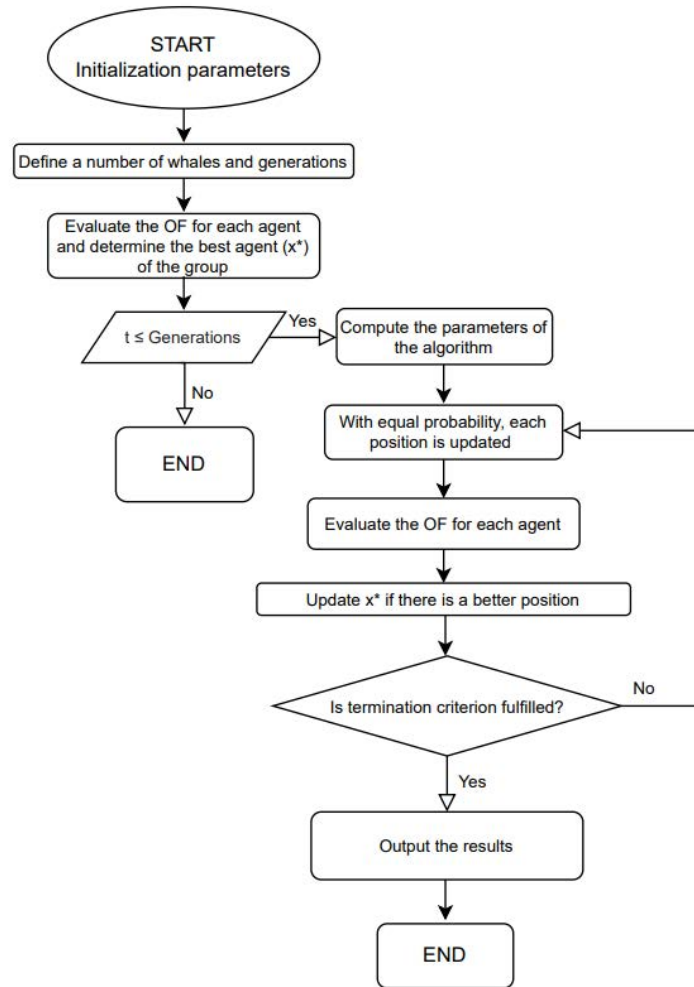 START
Initialization parameters
Define a number of whales and generations
Evaluate the OF for each agent
and determine the best agent (x*)
of the group
t ≤ Generations
Yes
Compute the parameters of
the algorithm
No
END
With equal probability, each
position is updated
Evaluate the OF for each agent
Update x* if there is a better position
Is termination criterion fulfilled?
No
Yes
Output the results
END